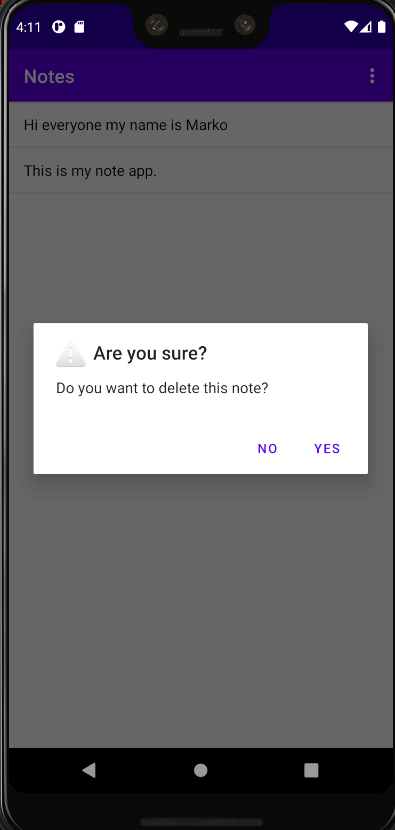 4:11
Notes
Hi everyone my name is Marko
This is my note app.
Are you sure?
Do you want to delete this note?
NO YES